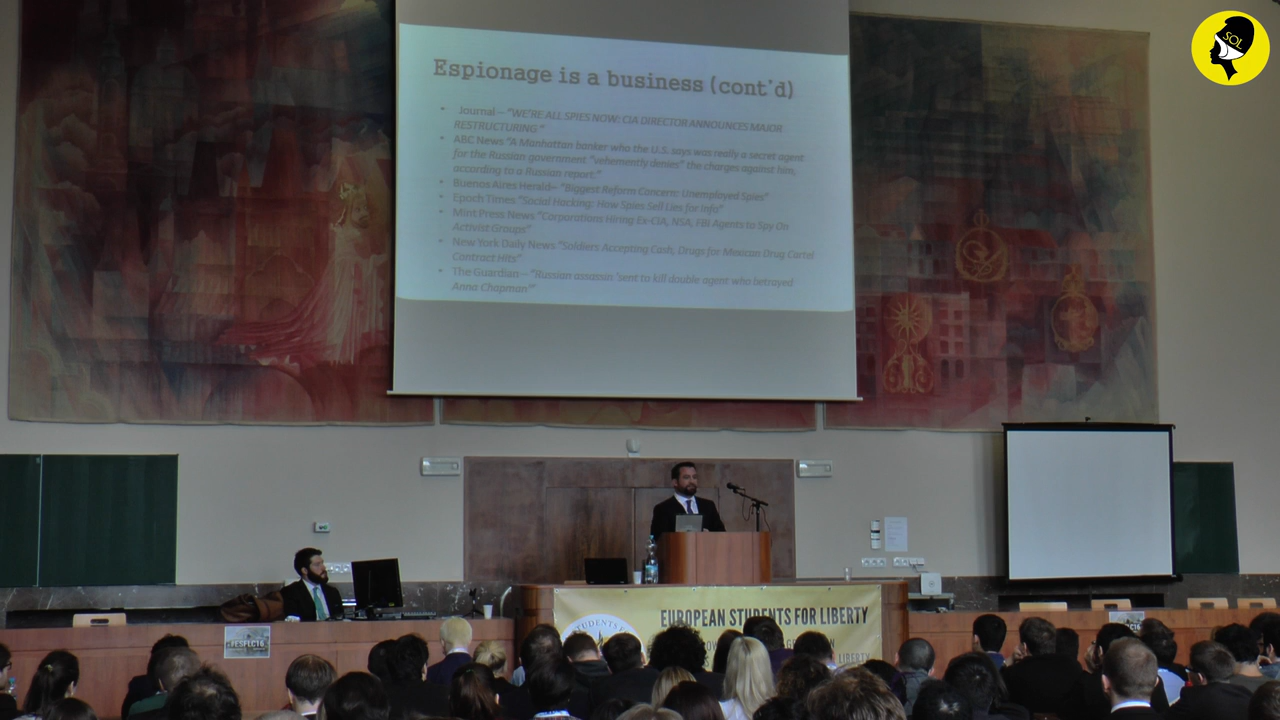 SOL
Espionage is a business (cont'd)
• Journal – "WE'RE ALL SPIES NOW: CIA DIRECTOR ANNOUNCES MAJOR
RESTRUCTURING "
• ABC News "A Manhattan banker who the U.S. says was really a secret agent
for the Russian government "vehemently denies" the charges against him,
according to a Russian report."
• Buenos Aires Herald– "Biggest Reform Concern: Unemployed Spies"
• Epoch Times "Social Hacking: How Spies Sell Lies for Info"
• Mint Press News "Corporations Hiring Ex-CIA, NSA, FBI Agents to Spy On
Activist Groups"
• New York Daily News "Soldiers Accepting Cash, Drugs for Mexican Drug Cartel
Contract Hits"
• The Guardian – "Russian assassin 'sent to kill double agent who betrayed
Anna Chapman'"
EUROPEAN STUDENTS FOR LIBERTY
STUDENTS
LIBERTY
#ESFLC16